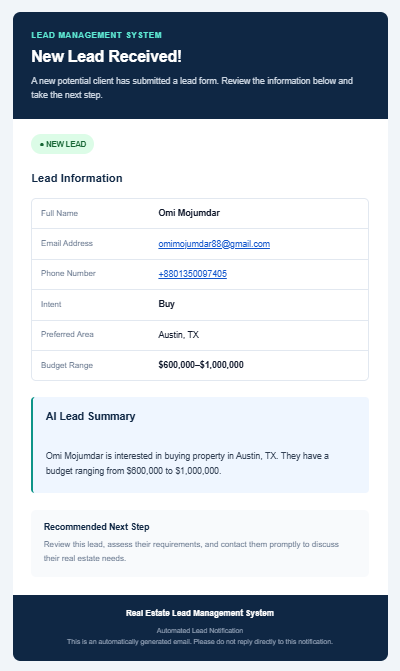 LEAD MANAGEMENT SYSTEM
New Lead Received!
A new potential client has submitted a lead form. Review the information below and
take the next step.
● NEW LEAD
Lead Information
Full Name Omi Mojumdar
Email Address omimojumdar88@gmail.com
Phone Number +8801350097405
Intent Buy
Preferred Area Austin, TX
Budget Range $600,000–$1,000,000
AI Lead Summary
Omi Mojumdar is interested in buying property in Austin, TX. They have a
budget ranging from $600,000 to $1,000,000.
Recommended Next Step
Review this lead, assess their requirements, and contact them promptly to discuss
their real estate needs.
Real Estate Lead Management System
Automated Lead Notification
This is an automatically generated email. Please do not reply directly to this notification.